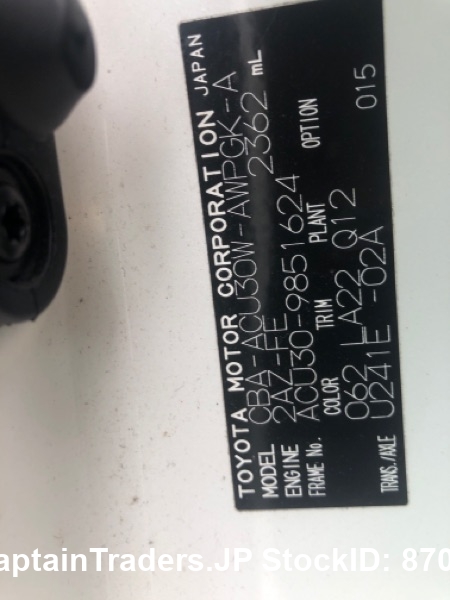 TOYOTA MOTOR CORPORATION JAPAN
MODEL CBA-ACU30W-AWPGK -A
ENGINE 2AZ-FE 2362 mL
FRAME No. ACU30-9851624
COLOR TRIM PLANT OPTION
062 LA22 Q12 015
TRANS./AXLE U241E -02A
aptainTraders.JP StockID: 870